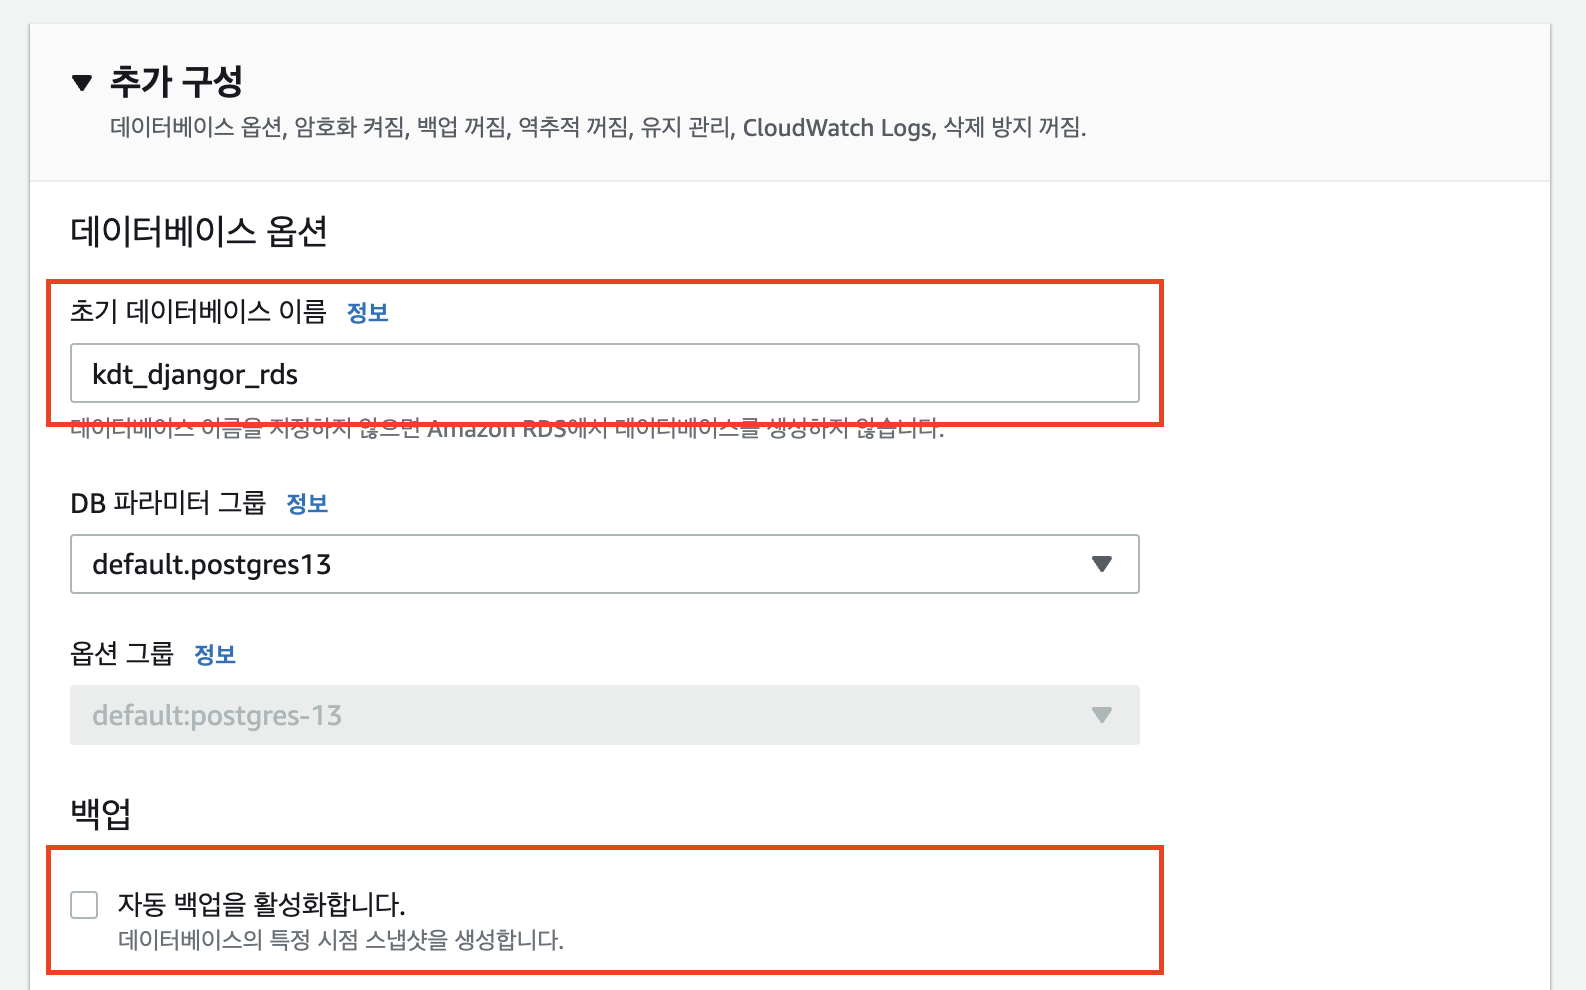 추가 구성
데이터베이스 옵션, 암호화 켜짐, 백업 꺼짐, 역추적 꺼짐, 유지 관리, CloudWatch Logs, 삭제 방지 꺼짐.
데이터베이스 옵션
초기 데이터베이스 이름 정보
kdt_djangor_rds
데이터베이스 이름을 지정하지 않으면 Amazon RDS에서 데이터베이스를 생성하지 않습니다.
DB 파라미터 그룹 정보
default.postgres13
옵션 그룹 정보
default:postgres-13
백업
자동 백업을 활성화합니다.
데이터베이스의 특정 시점 스냅샷을 생성합니다.